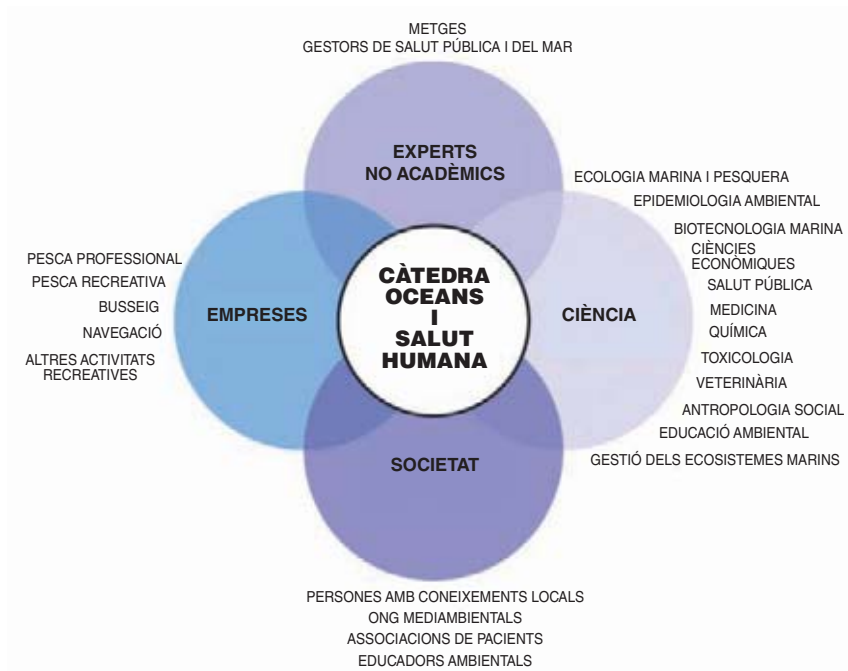 METGES
GESTORS DE SALUT PÚBLICA I DEL MAR
EXPERTS
NO ACADÈMICS
PESCA PROFESSIONAL
PESCA RECREATIVA
BUSSEIG
NAVEGACIÓ
ALTRES ACTIVITATS
RECREATIVES
EMPRESES
CÀTEDRA
OCEANS
I
SALUT
HUMANA
CIÈNCIA
ECOLOGIA MARINA I PESQUERA
EPIDEMIOLOGIA AMBIENTAL
BIOTECNOLOGIA MARINA
CIÈNCIES
ECONÒMIQUES
SALUT PÚBLICA
MEDICINA
QUÍMICA
TOXICOLOGIA
VETERINÀRIA
ANTROPOLOGIA SOCIAL
EDUCACIÓ AMBIENTAL
GESTIÓ DELS ECOSISTEMES MARINS
SOCIETAT
PERSONES AMB CONEIXEMENTS LOCALS
ONG MEDIAMBIENTALS
ASSOCIACIONS DE PACIENTS
EDUCADORS AMBIENTALS